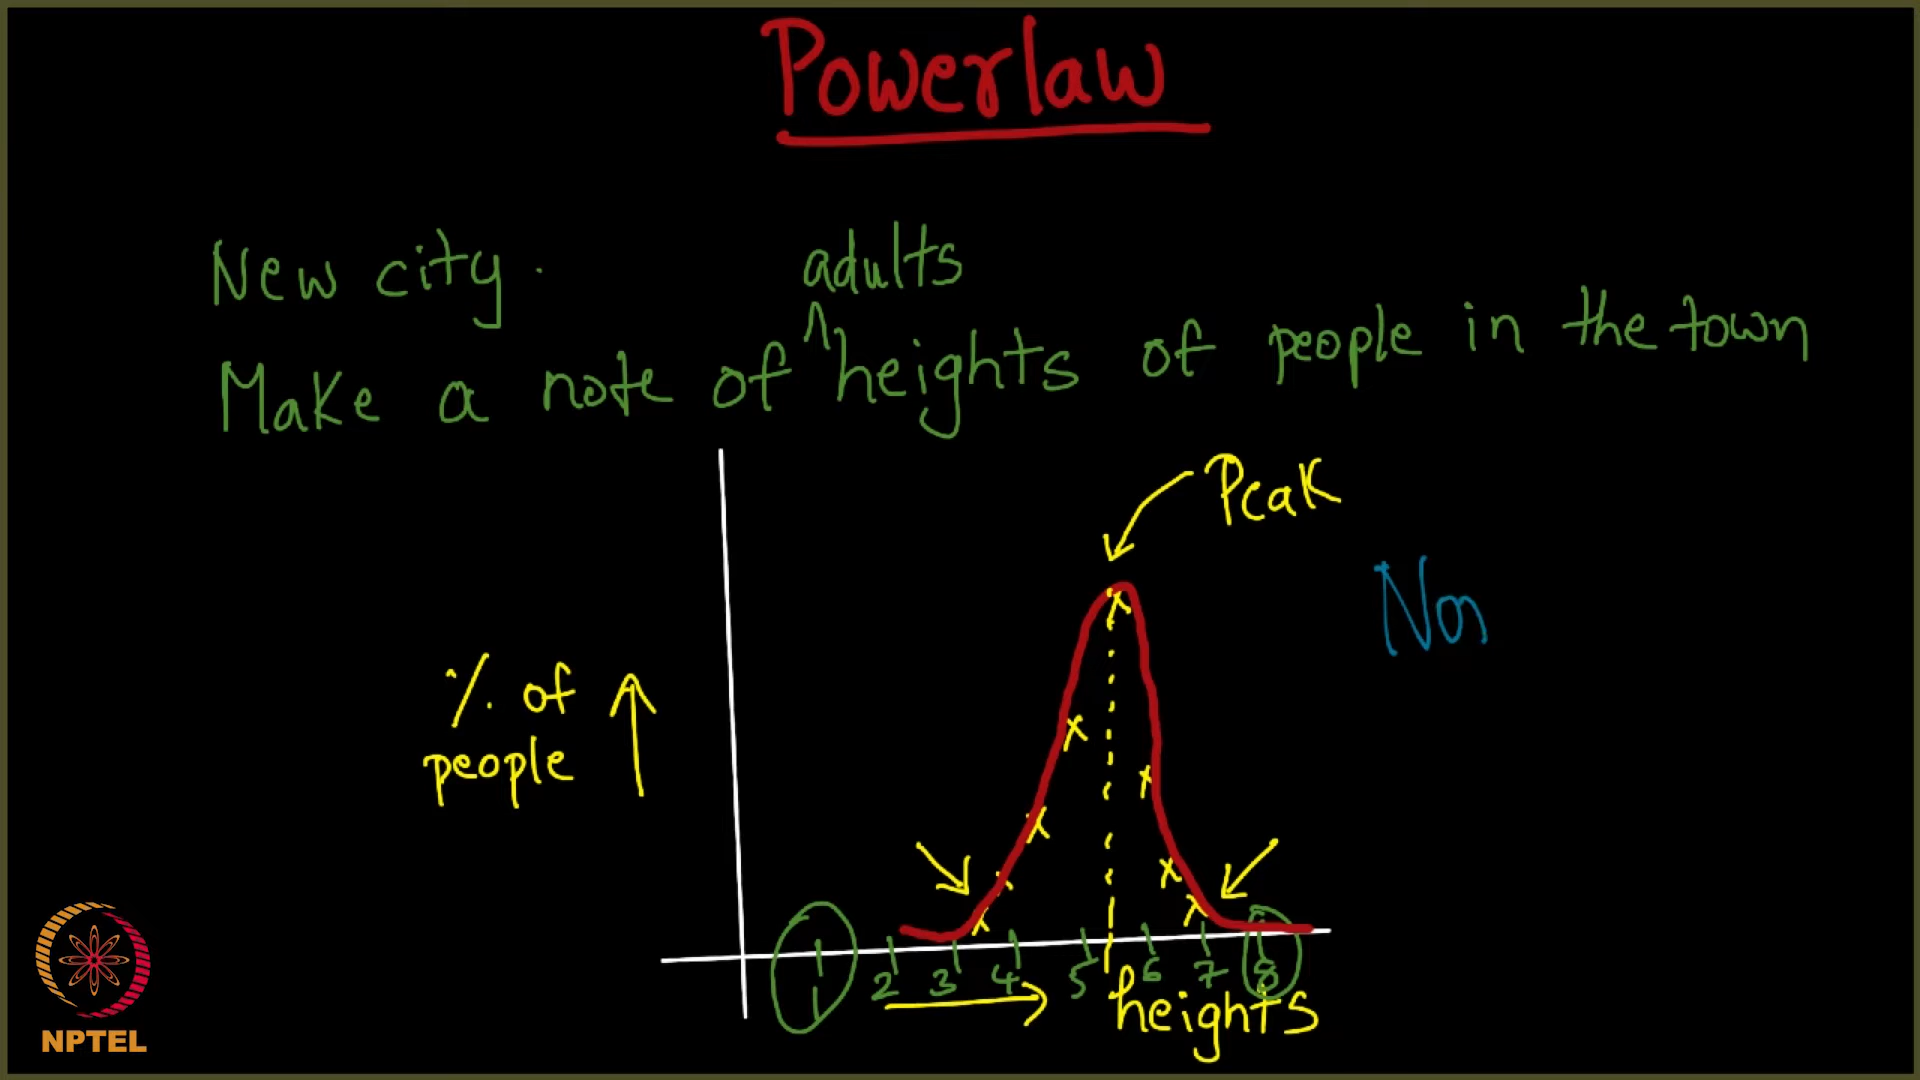 Powerlaw
New city.
adults
Make a note of ^ heights of people in the town
Peak
Nor
% of
people
1 2 3 4 5 6 7 8
heights
NPTEL